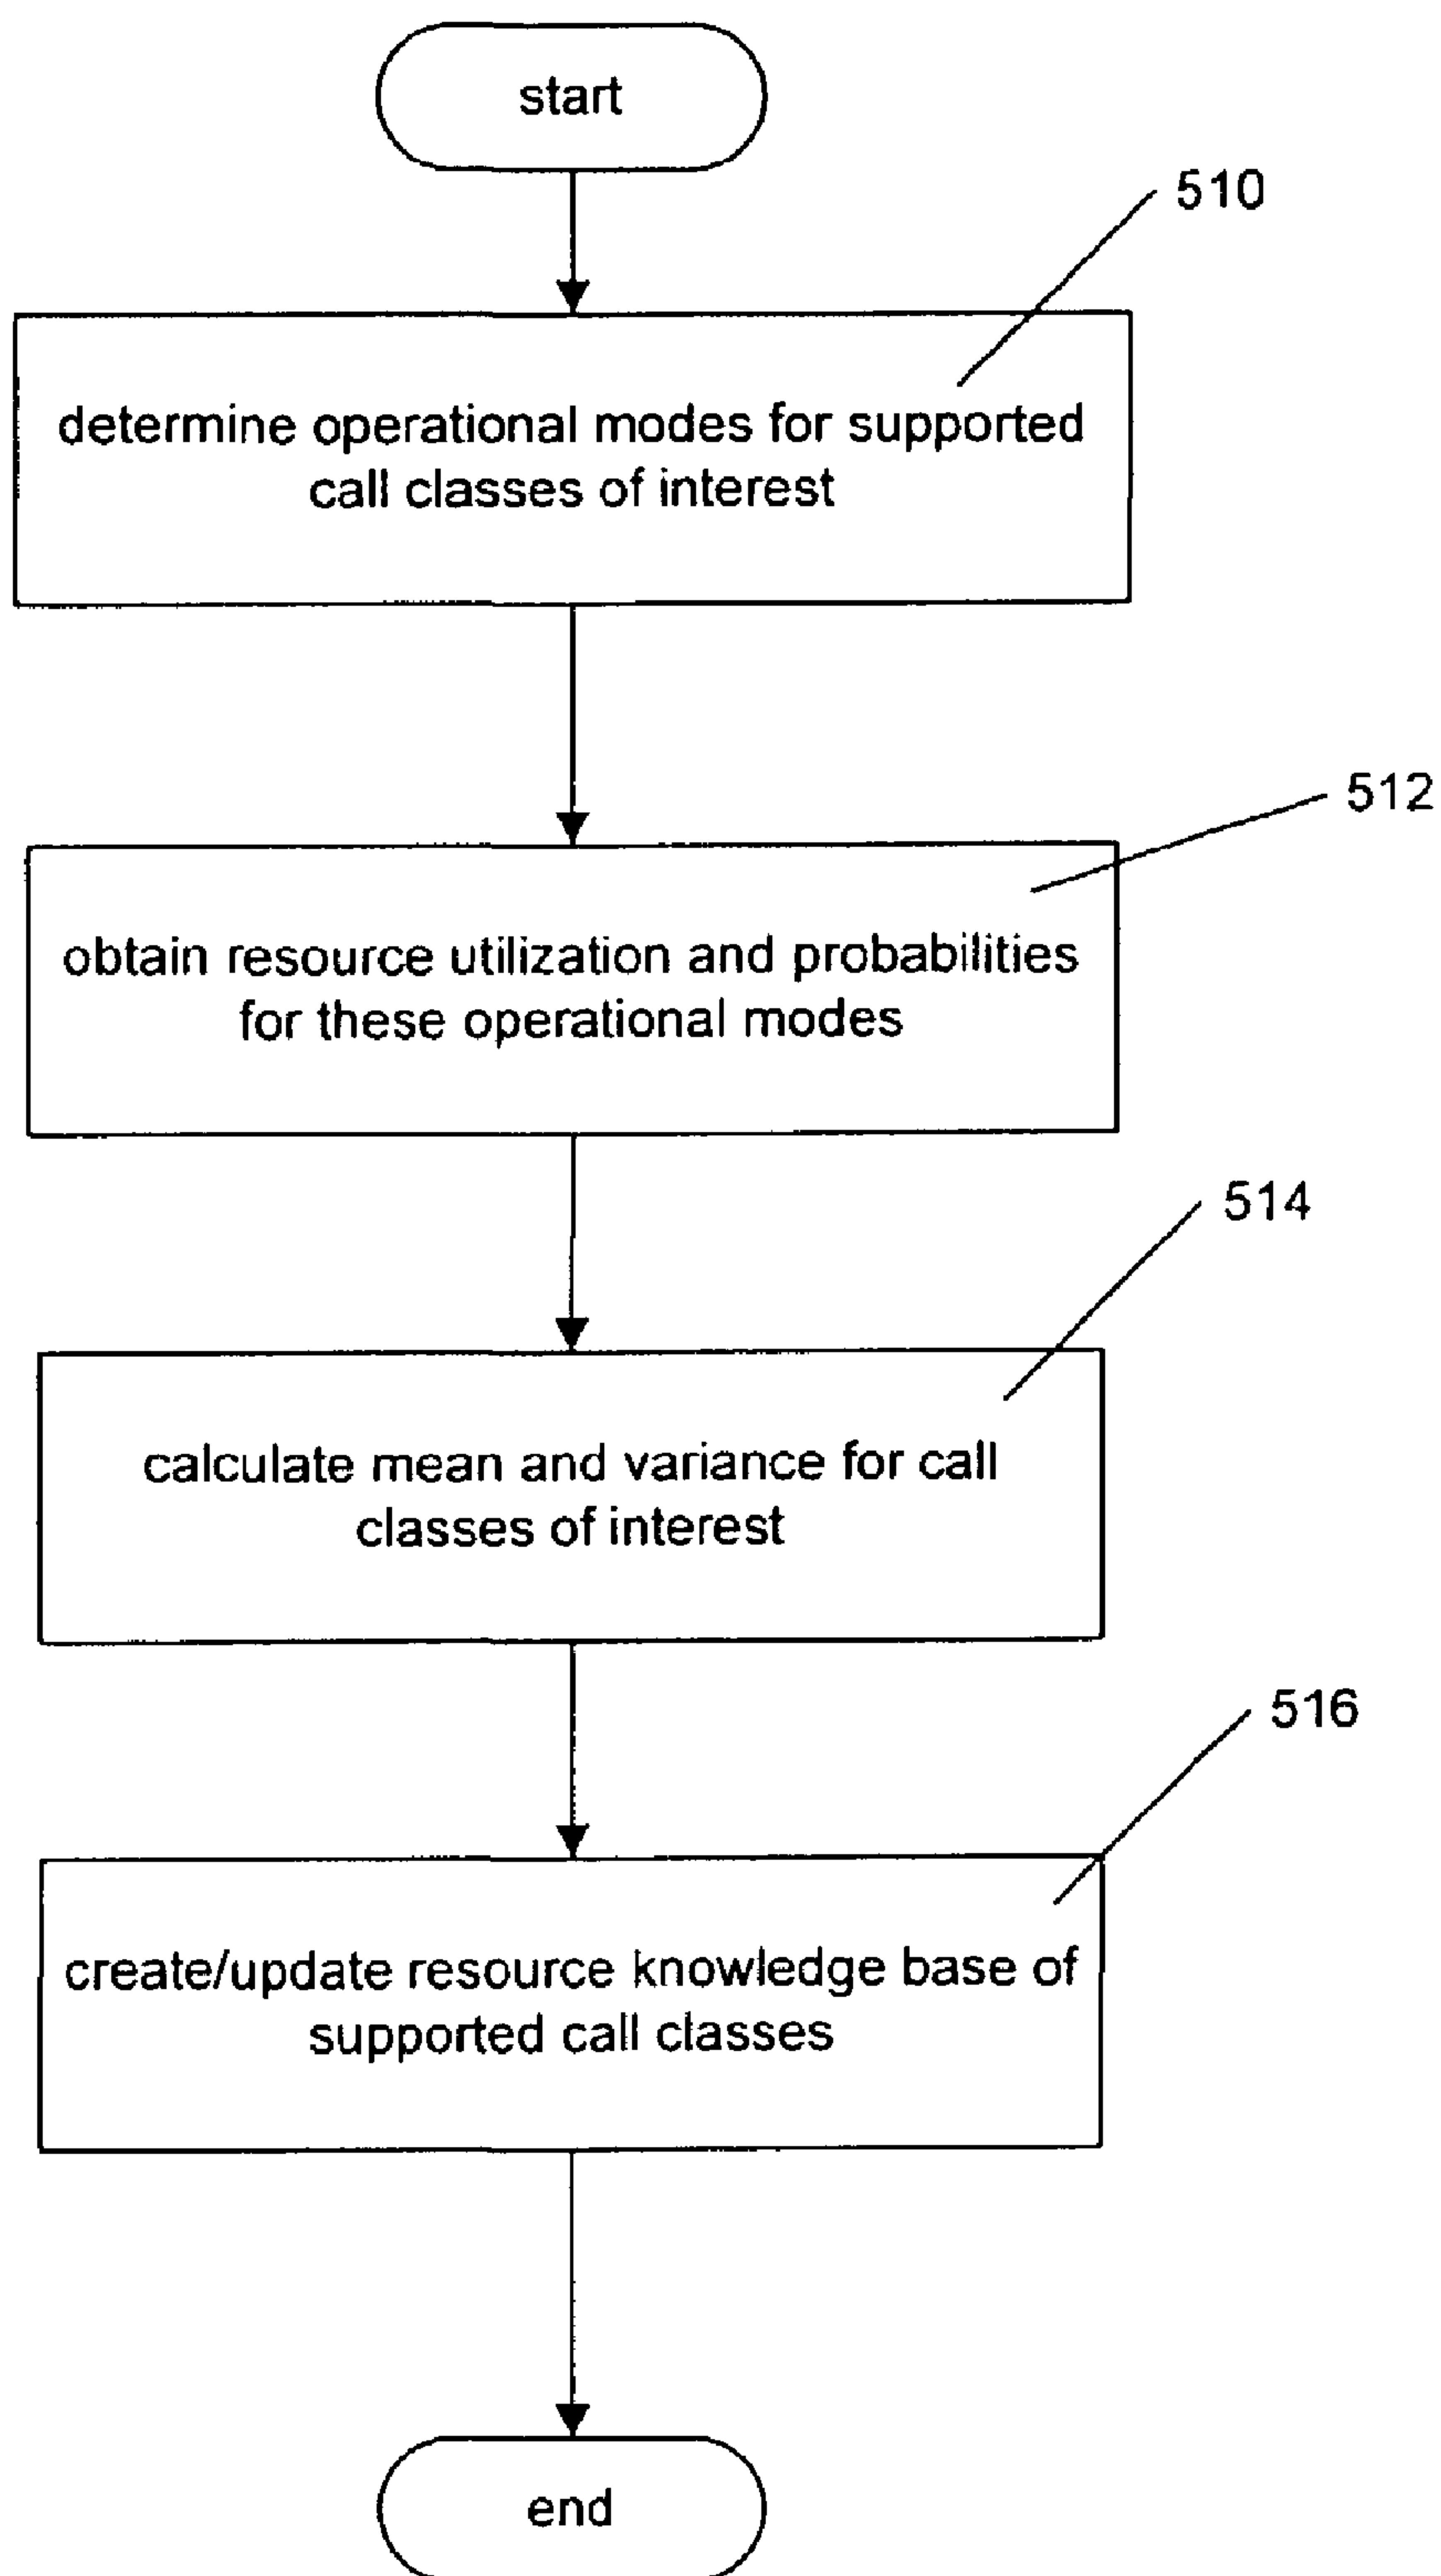 start
510
determine operational modes for supported
call classes of interest
512
obtain resource utilization and probabilities
for these operational modes
514
calculate mean and variance for call
classes of interest
516
create/update resource knowledge base of
supported call classes
end